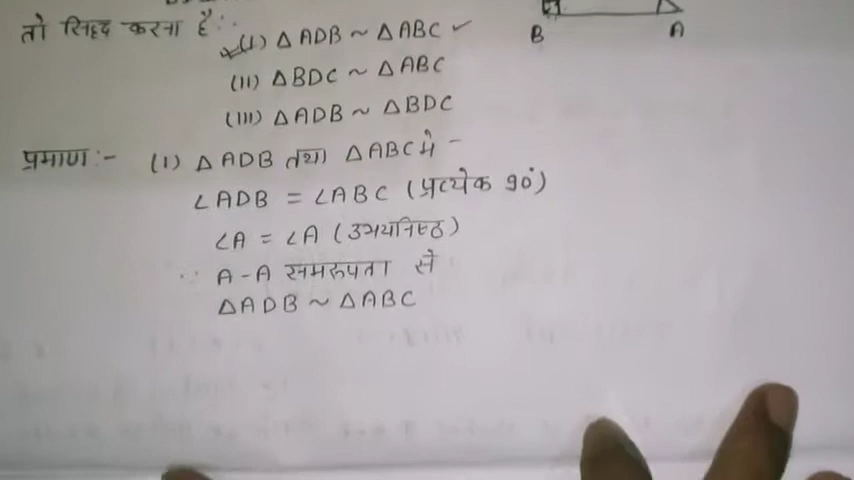 तो सिद्ध करना है :-
(I) ∆ ADB ~ ∆ ABC ✓
(II) ∆BDC ~ ∆ABC
(III) ∆ADB ~ ∆BDC
B A
प्रमाण :- (I) ∆ ADB तथा ∆ABC मे -
∠ADB = ∠ABC (प्रत्येक 90°)
∠A = ∠A (उभयनिष्ठ)
∵ A-A समरूपता से
∆ADB ~ ∆ABC